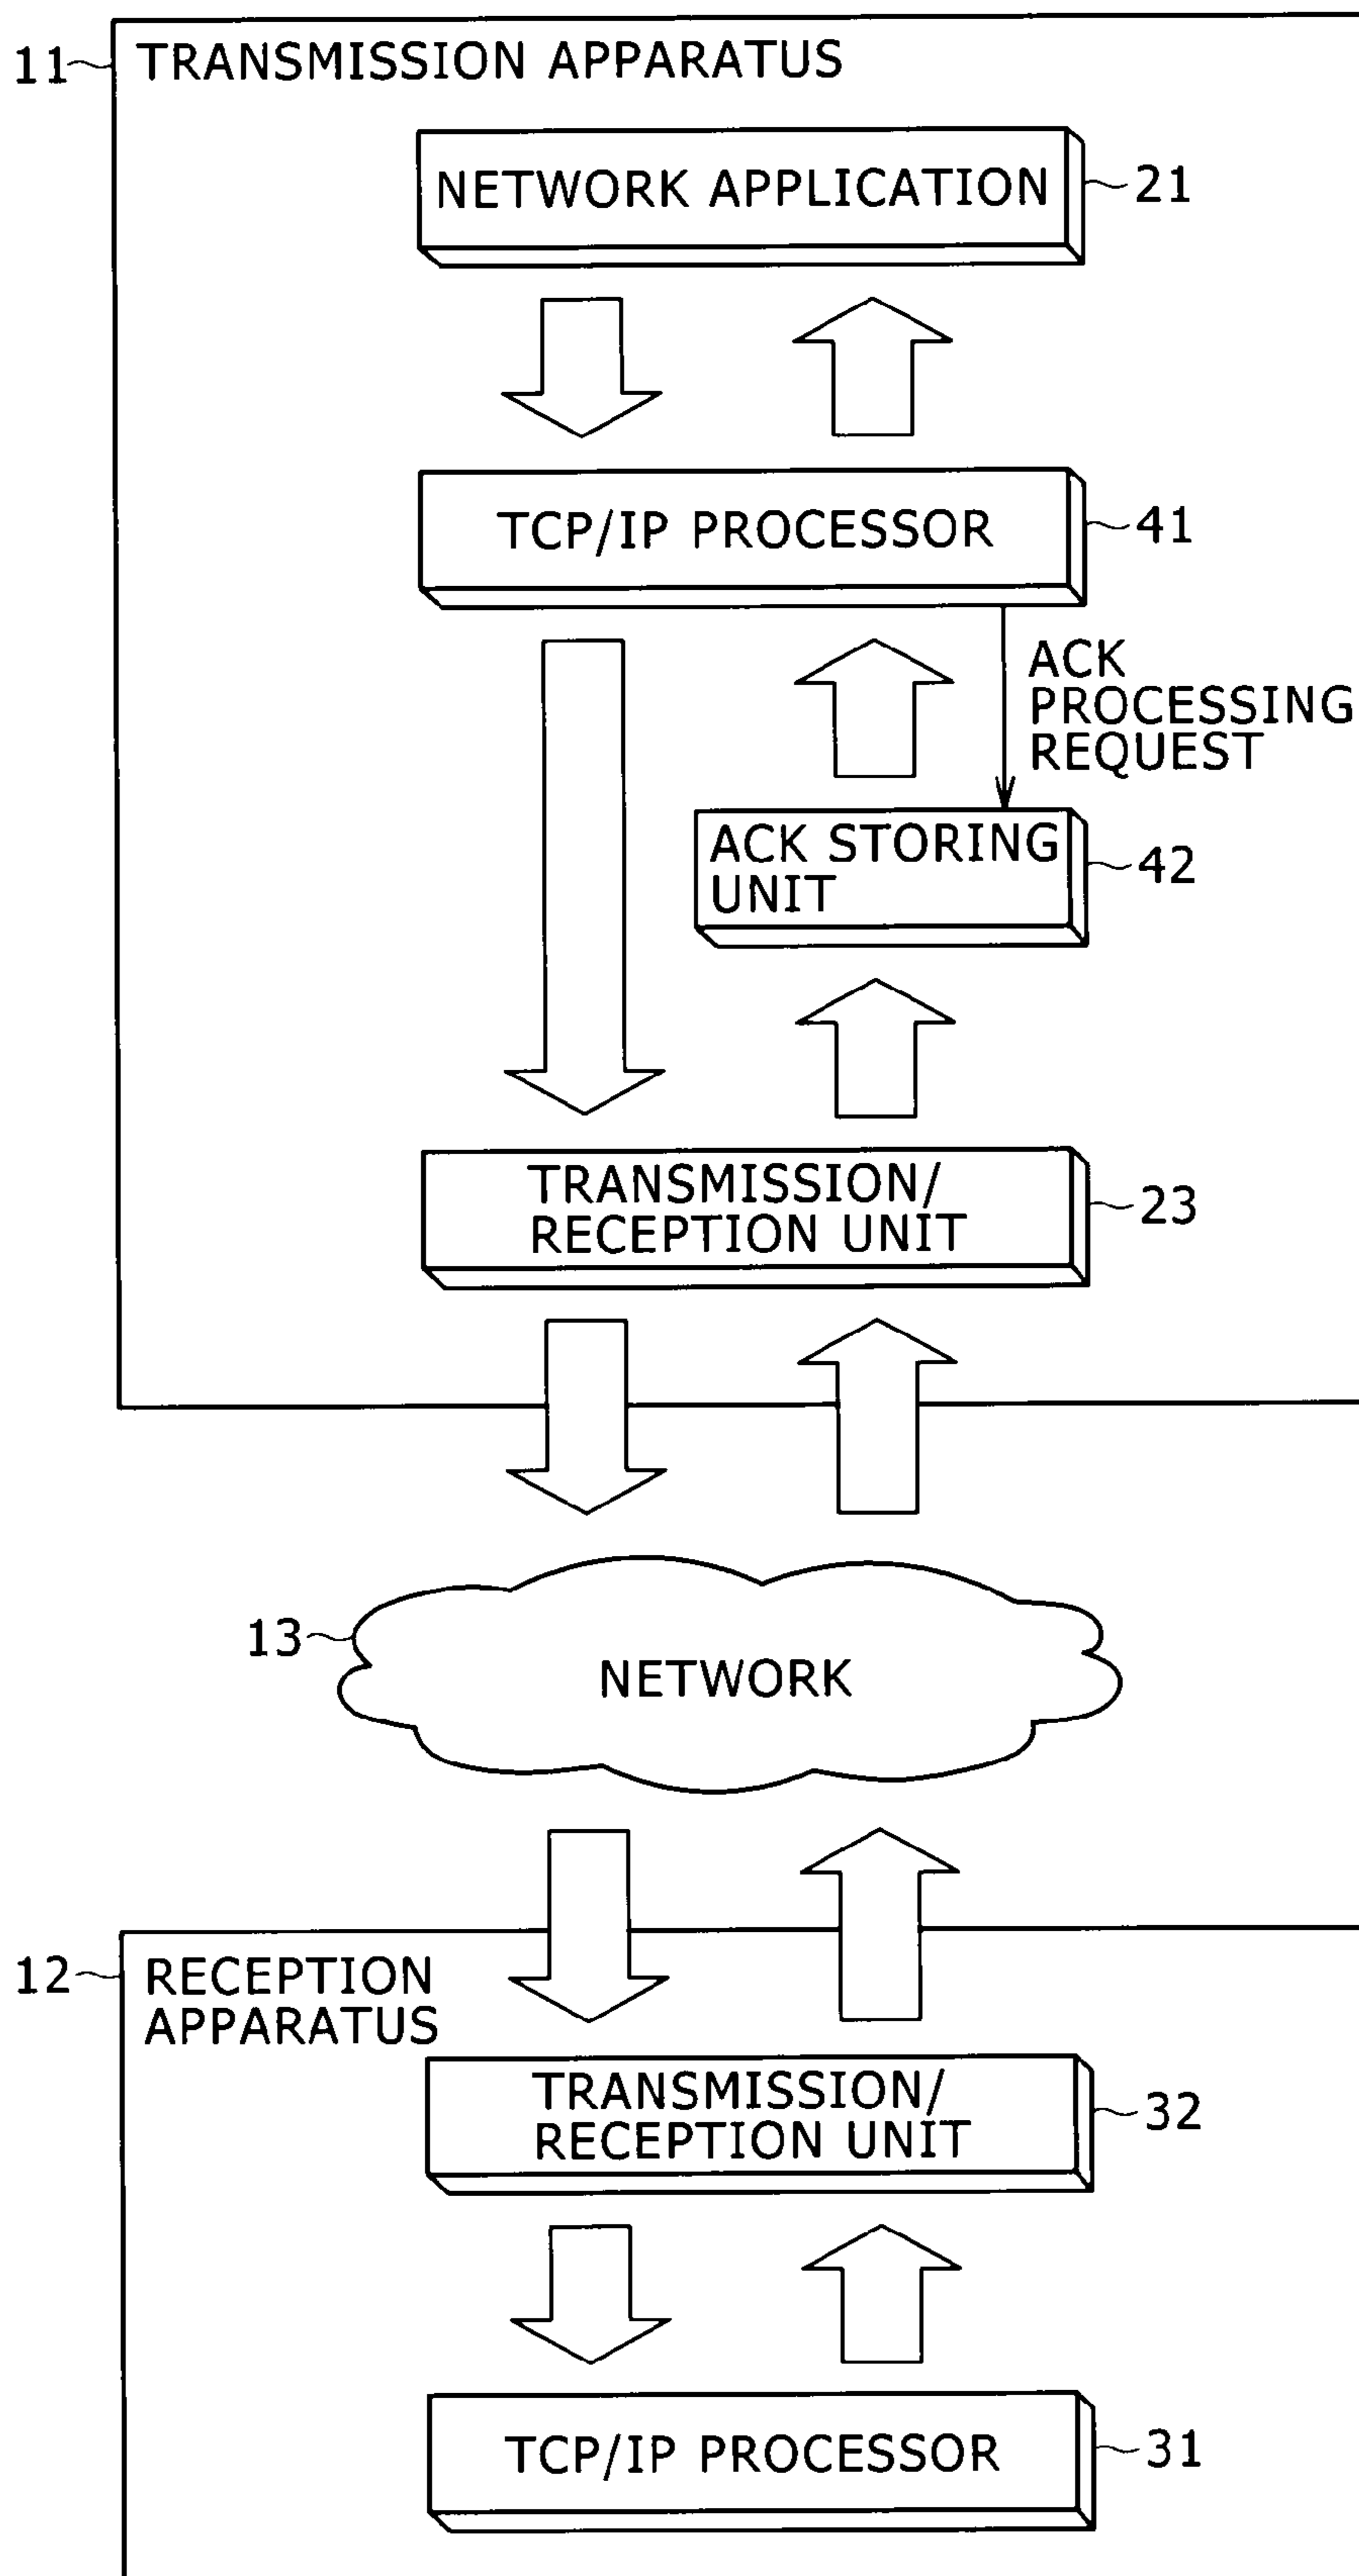 11
TRANSMISSION APPARATUS
NETWORK APPLICATION
21
TCP/IP PROCESSOR
41
ACK
PROCESSING
REQUEST
ACK STORING
UNIT
42
TRANSMISSION/
RECEPTION UNIT
23
13
NETWORK
12
RECEPTION
APPARATUS
TRANSMISSION/
RECEPTION UNIT
32
TCP/IP PROCESSOR
31